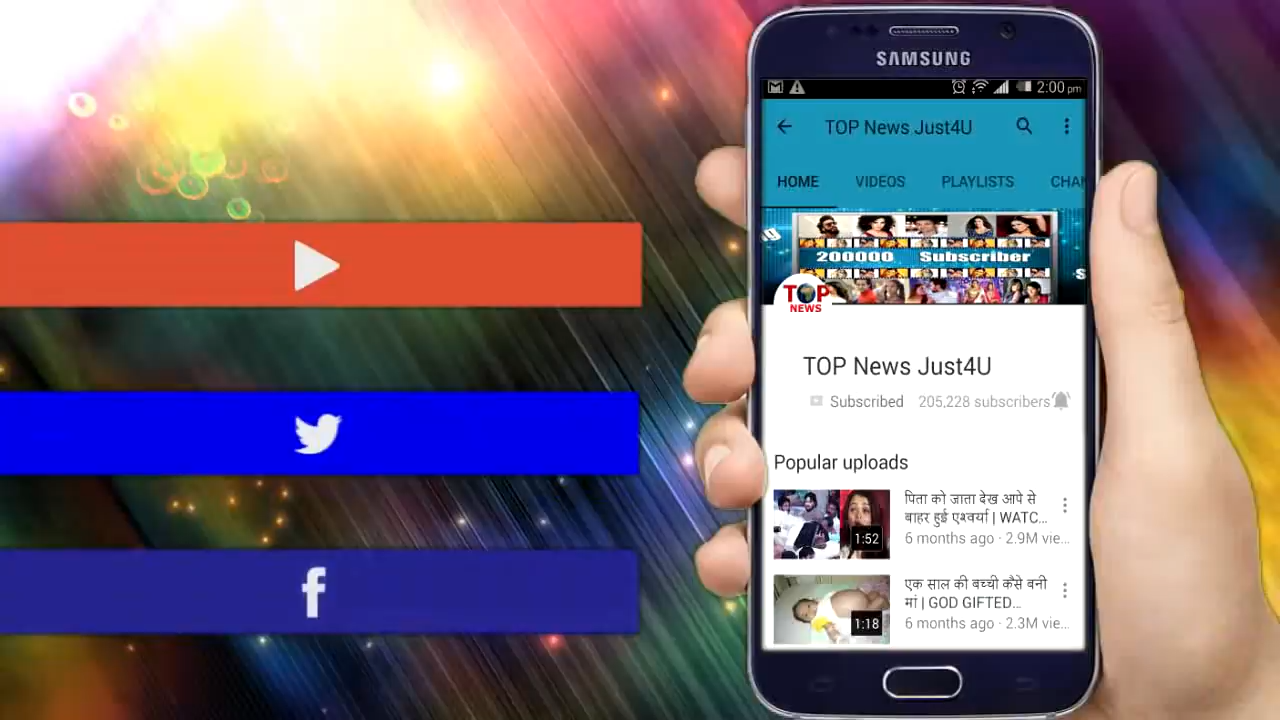 SAMSUNG
2:00 pm
TOP News Just4U
HOME VIDEOS PLAYLISTS CHAN
200000 Subscriber
TOP
NEWS
TOP News Just4U
Subscribed 205,228 subscribers
Popular uploads
पिता को जाता देख आपे से
बाहर हुई एश्वर्या | WATC...
6 months ago · 2.9M vie...
1:52
एक साल की बच्ची कैसे बनी
मां | GOD GIFTED...
6 months ago · 2.3M vie...
1:18